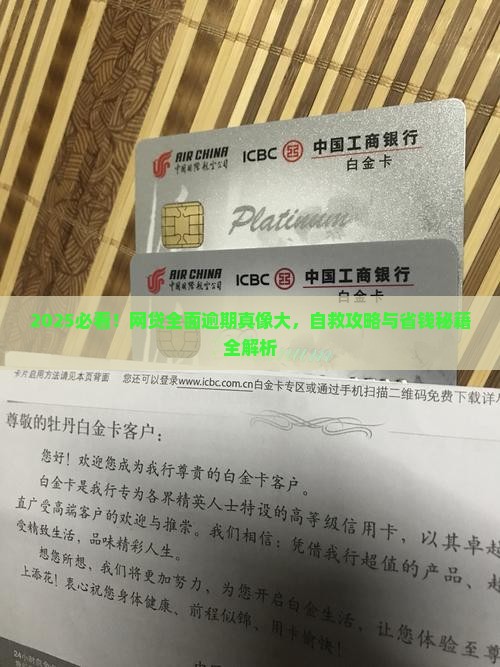 AIR CHINA
中国国际航空公司
ICBC 中国工商银行
白金卡
Platinum
AIR CHINA
中国国际航空公司
ICBC 中国工商银行
2025必看！网贷全面逾期真像大，自救攻略与省钱秘籍
全解析
卡片启用方法请见本页背面
您还可以登录www.icbc.com.cn白金卡专区或通过手机扫描二维码免费下载详
尊敬的牡丹白金卡客户：
您好！欢迎您成为我行尊贵的白金卡客户。
白金卡是我行专为各界精英人士特设的高等级信用卡，以其卓越
直广受高端客户的欢迎与推崇。我们相信：凭借我行超值的产品、超
受精致生活，品味精彩人生。
想您所想，我们将更加努力，为您开启白金生活，让您体验至尊
上添花！衷心祝您身体健康、前程似锦、用卡愉快！
24小时